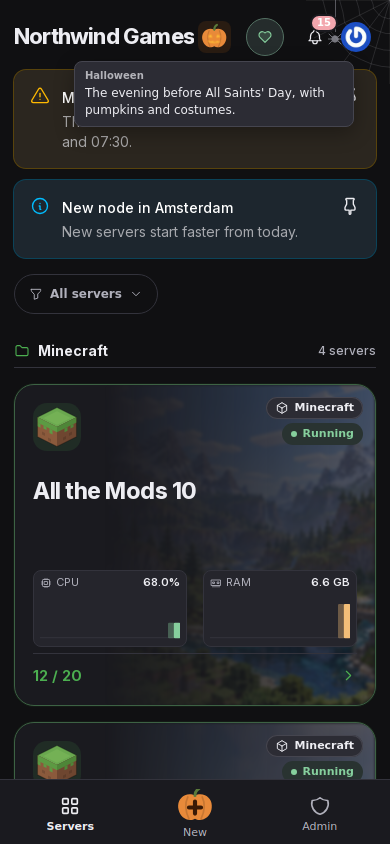 Northwind Games
15
Halloween
The evening before All Saints' Day, with
pumpkins and costumes.
and 07:30.
New node in Amsterdam
New servers start faster from today.
All servers
Minecraft
4 servers
Minecraft
Running
All the Mods 10
CPU
68.0%
RAM
6.6 GB
12 / 20
Minecraft
Running
Servers
New
Admin